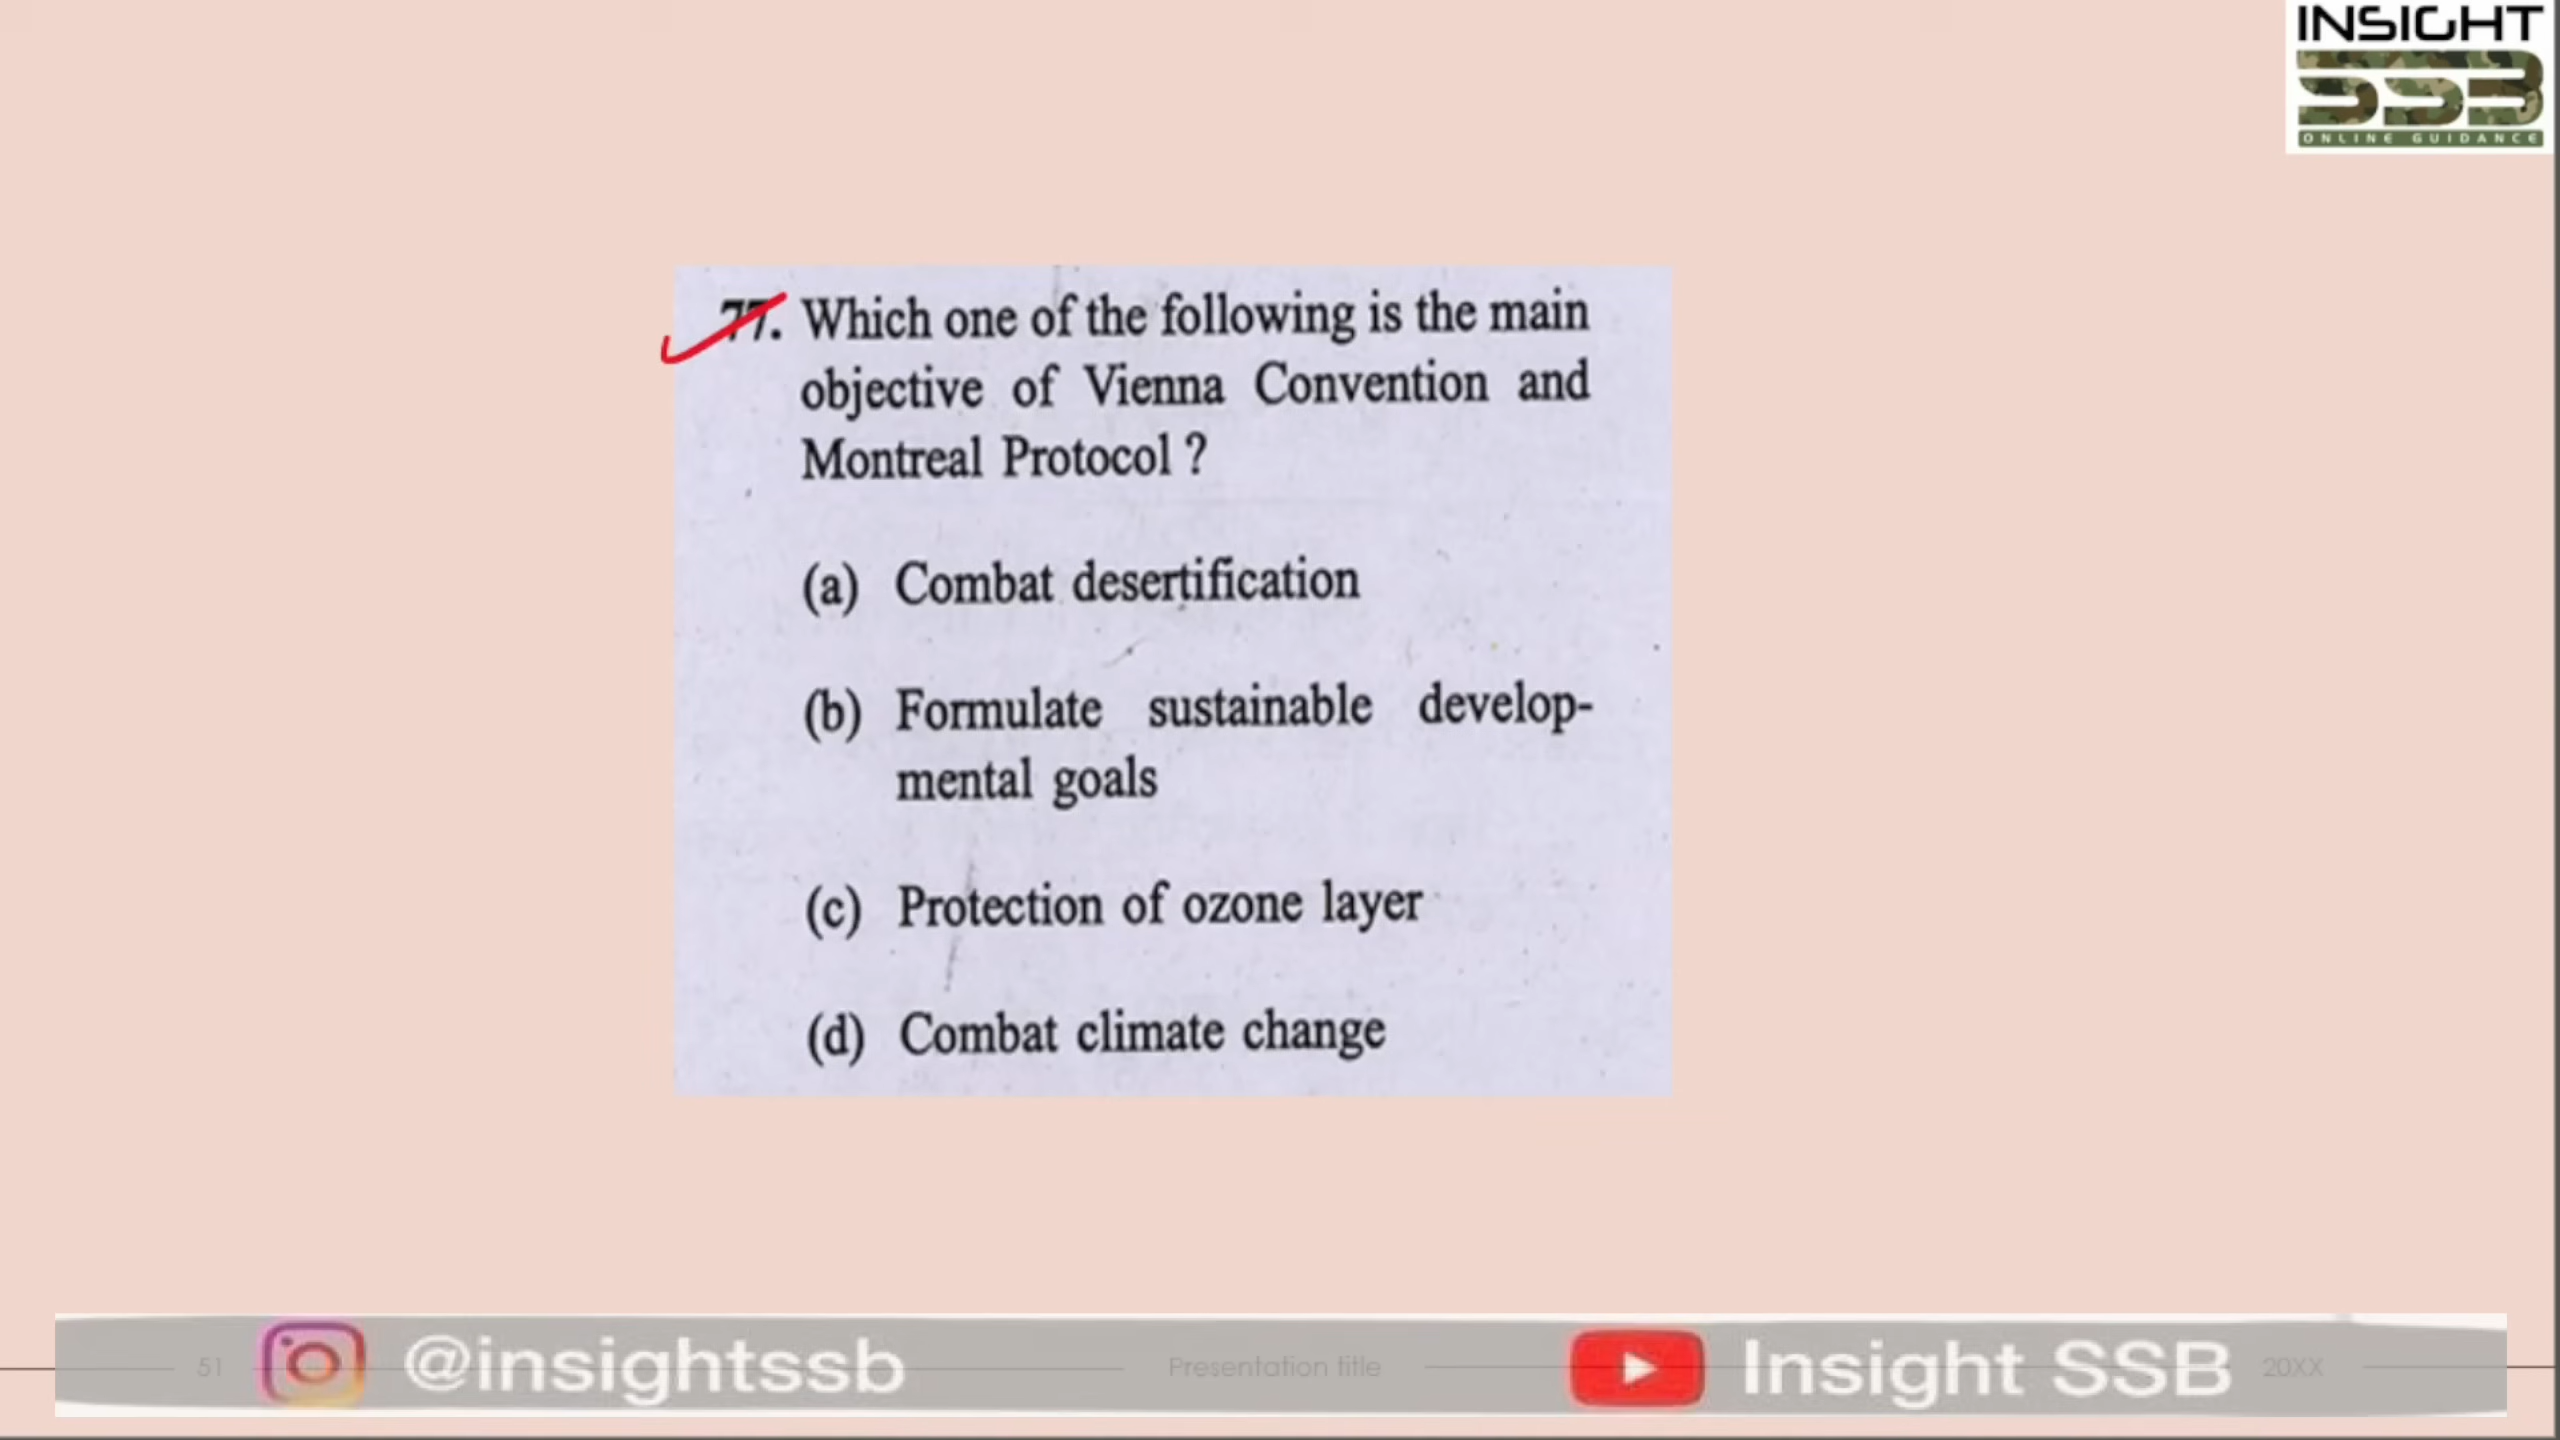 INSIGHT
SSB
ONLINE GUIDANCE
77. Which one of the following is the main
objective of Vienna Convention and
Montreal Protocol ?
(a) Combat desertification
(b) Formulate sustainable develop-
mental goals
(c) Protection of ozone layer
(d) Combat climate change
51 @insightssb Presentation title Insight SSB 20XX